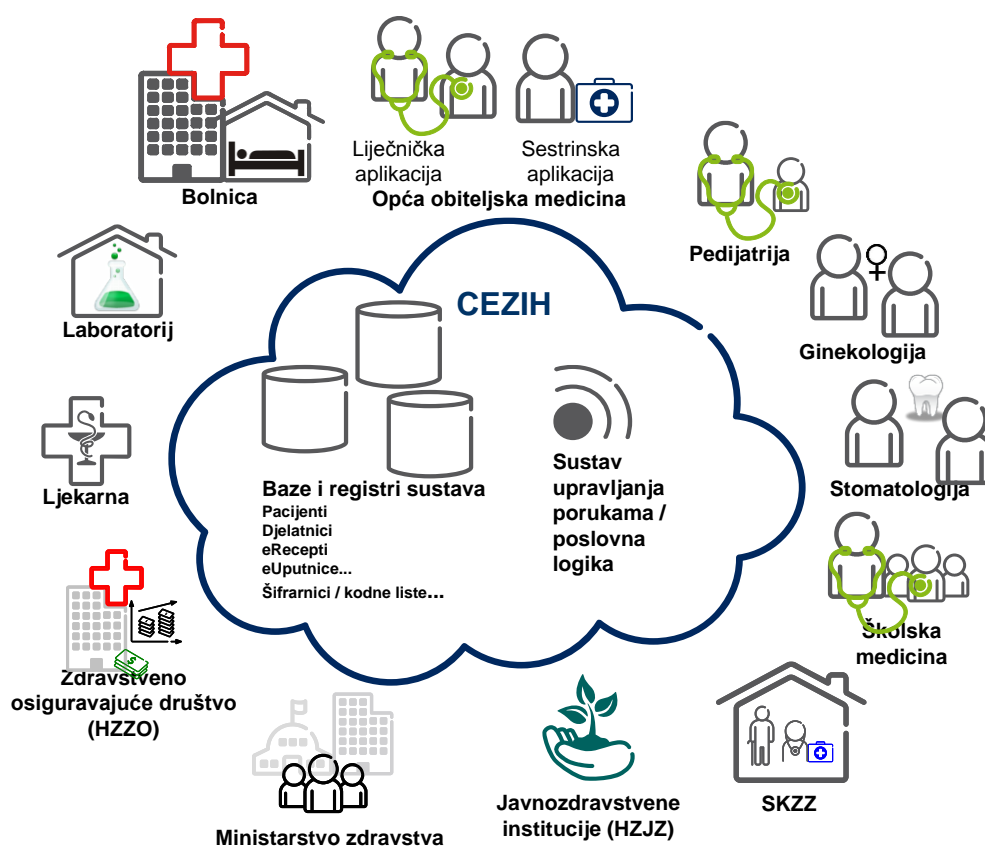 Liječnička
aplikacija
Sestrinska
aplikacija
Opća obiteljska medicina
Bolnica
Pedijatrija
Laboratorij
CEZIH
Ginekologija
Ljekarna
Baze i registri sustava
Pacijenti
Djelatnici
eRecepti
eUputnice...
Šifrarnici / kodne liste...
Sustav
upravljanja
porukama /
poslovna
logika
Stomatologija
Školska
medicina
$
Zdravstveno
osiguravajuće društvo
(HZZO)
SKZZ
Javnozdravstvene
institucije (HZJZ)
Ministarstvo zdravstva